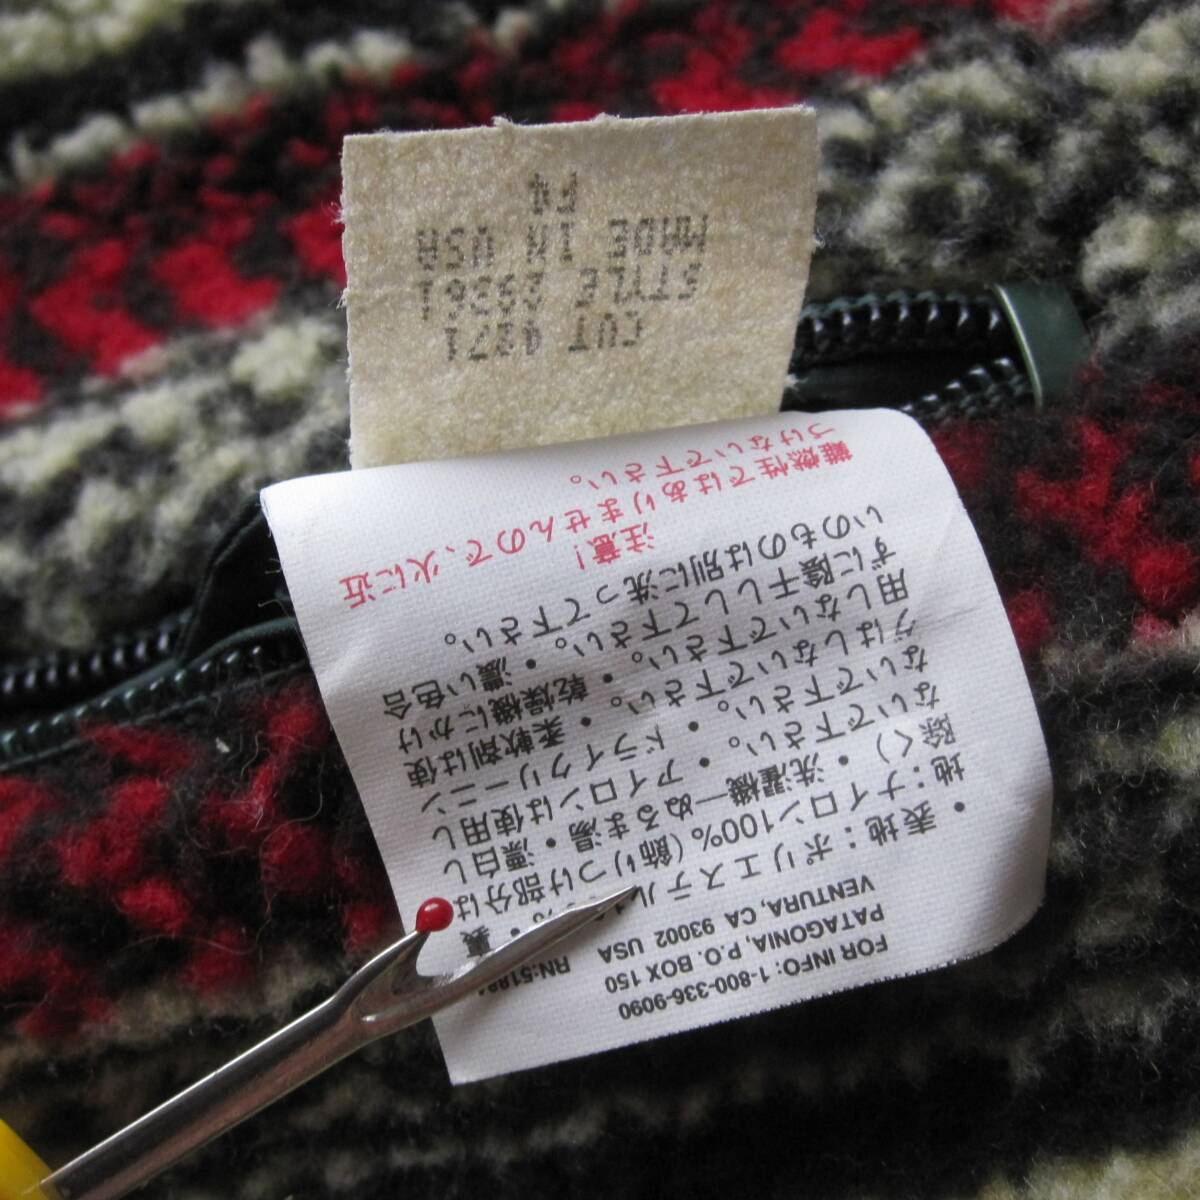 FOR INFO: 1-800-336-9090
PATAGONIA, P.O. BOX 150
VENTURA, CA 93002 USA RN:51884
・表地：ポリエステル ・裏
地：ナイロン100% (飾りつけ部分は
除く) ・洗濯機―ぬるま湯・漂白し
ないで下さい。・アイロンは使用し
ないで下さい。・ドライクリーニン
グはしないで下さい。・柔軟剤は使
用しないで下さい。・乾燥機にかけ
ずに陰干しして下さい。・濃い色合
いのものは別に洗って下さい。
注意!
難燃性ではありませんので、火に近
づけないで下さい。
CUT 4271
STYLE
MADE IN USA
F4